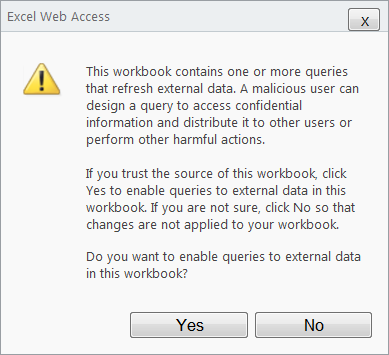 Excel Web Access
x
This workbook contains one or more queries
that refresh external data. A malicious user can
design a query to access confidential
information and distribute it to other users or
perform other harmful actions.
If you trust the source of this workbook, click
Yes to enable queries to external data in this
workbook. If you are not sure, click No so that
changes are not applied to your workbook.
Do you want to enable queries to external data
in this workbook?
Yes
No